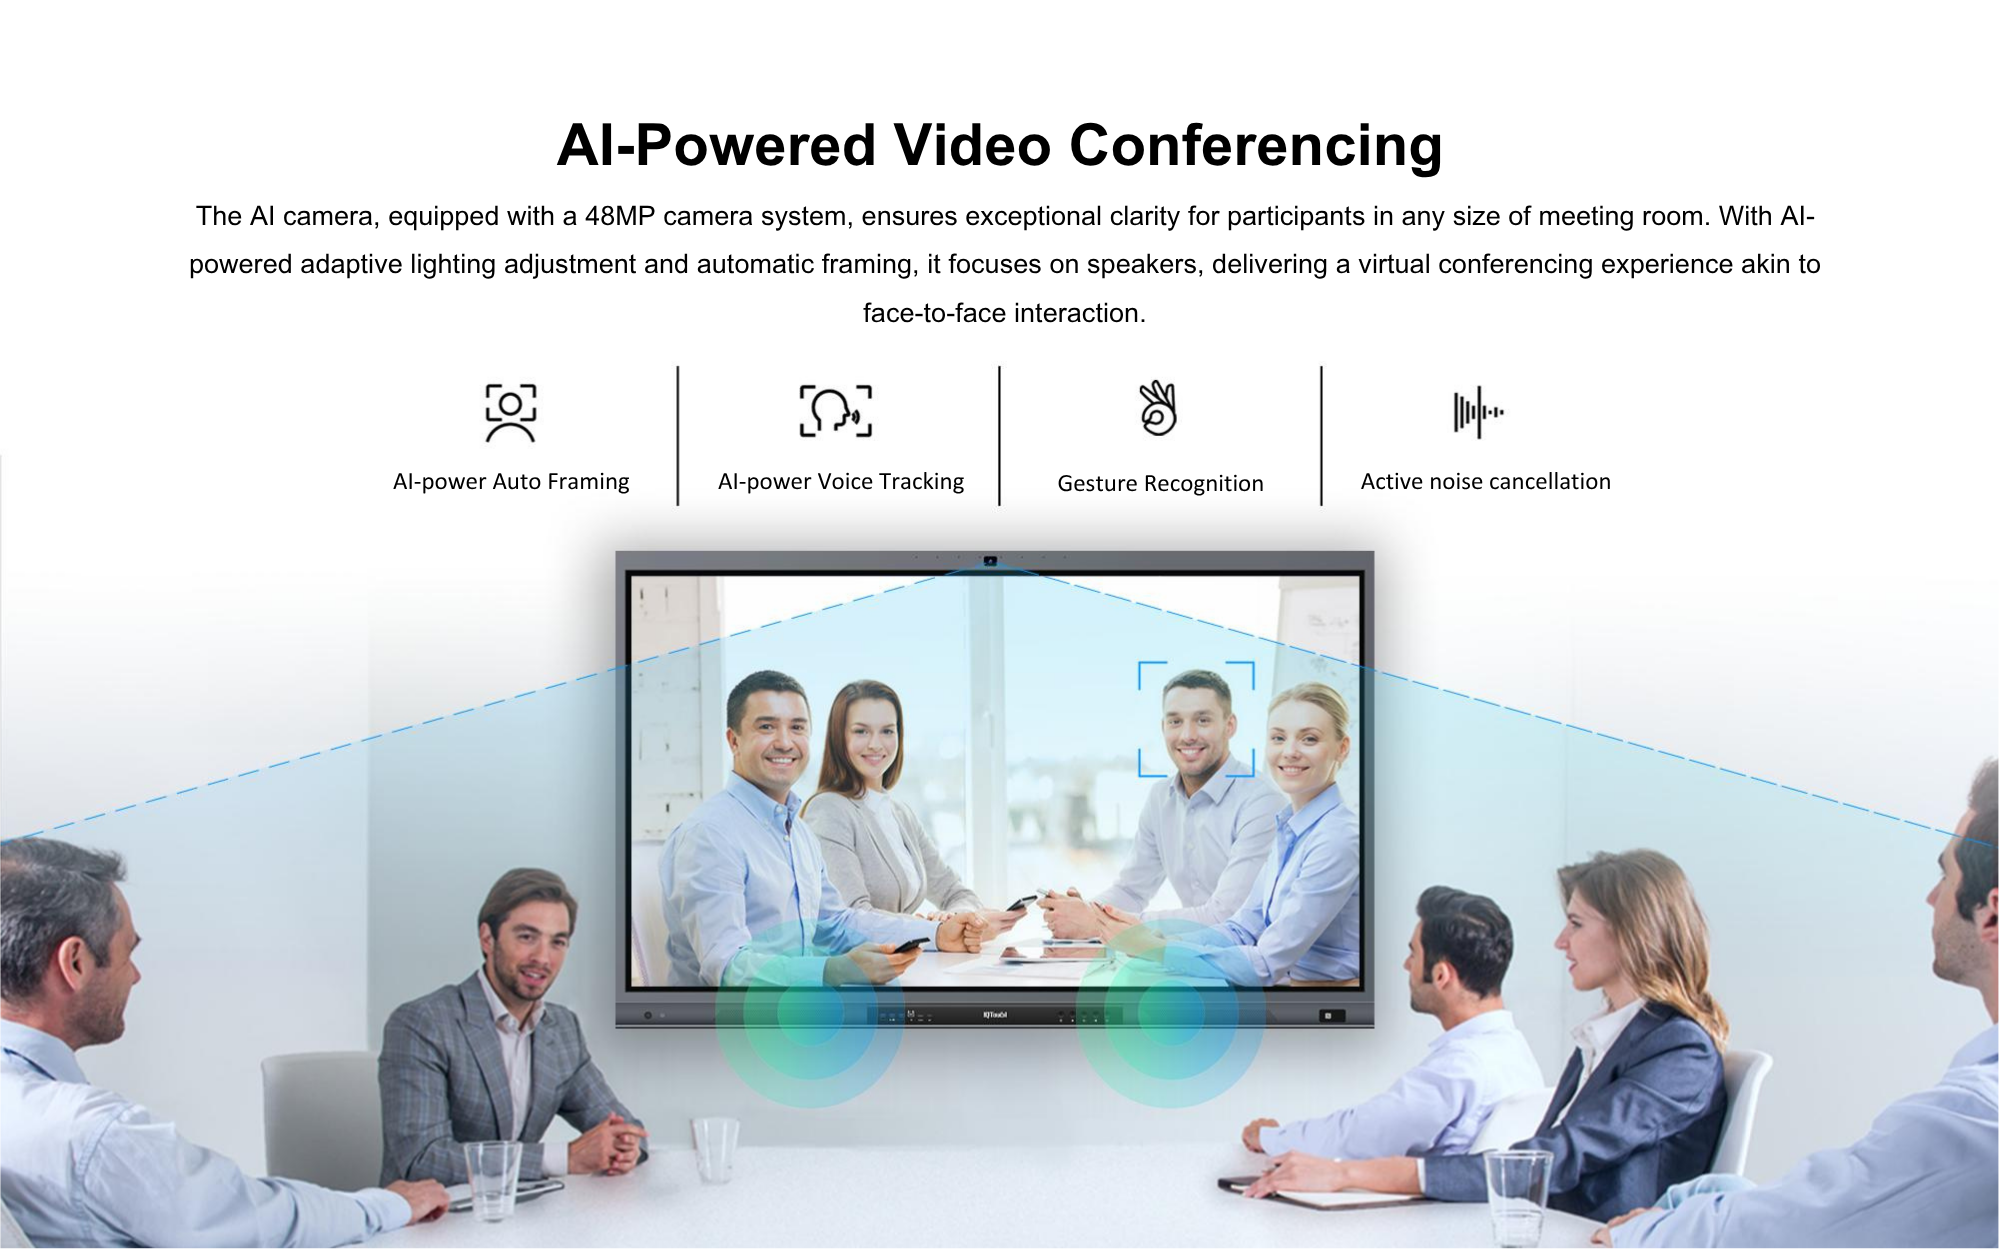 AI-Powered Video Conferencing
The AI camera, equipped with a 48MP camera system, ensures exceptional clarity for participants in any size of meeting room. With AI-
powered adaptive lighting adjustment and automatic framing, it focuses on speakers, delivering a virtual conferencing experience akin to
face-to-face interaction.
AI-power Auto Framing
AI-power Voice Tracking
Gesture Recognition
Active noise cancellation
IQTouch